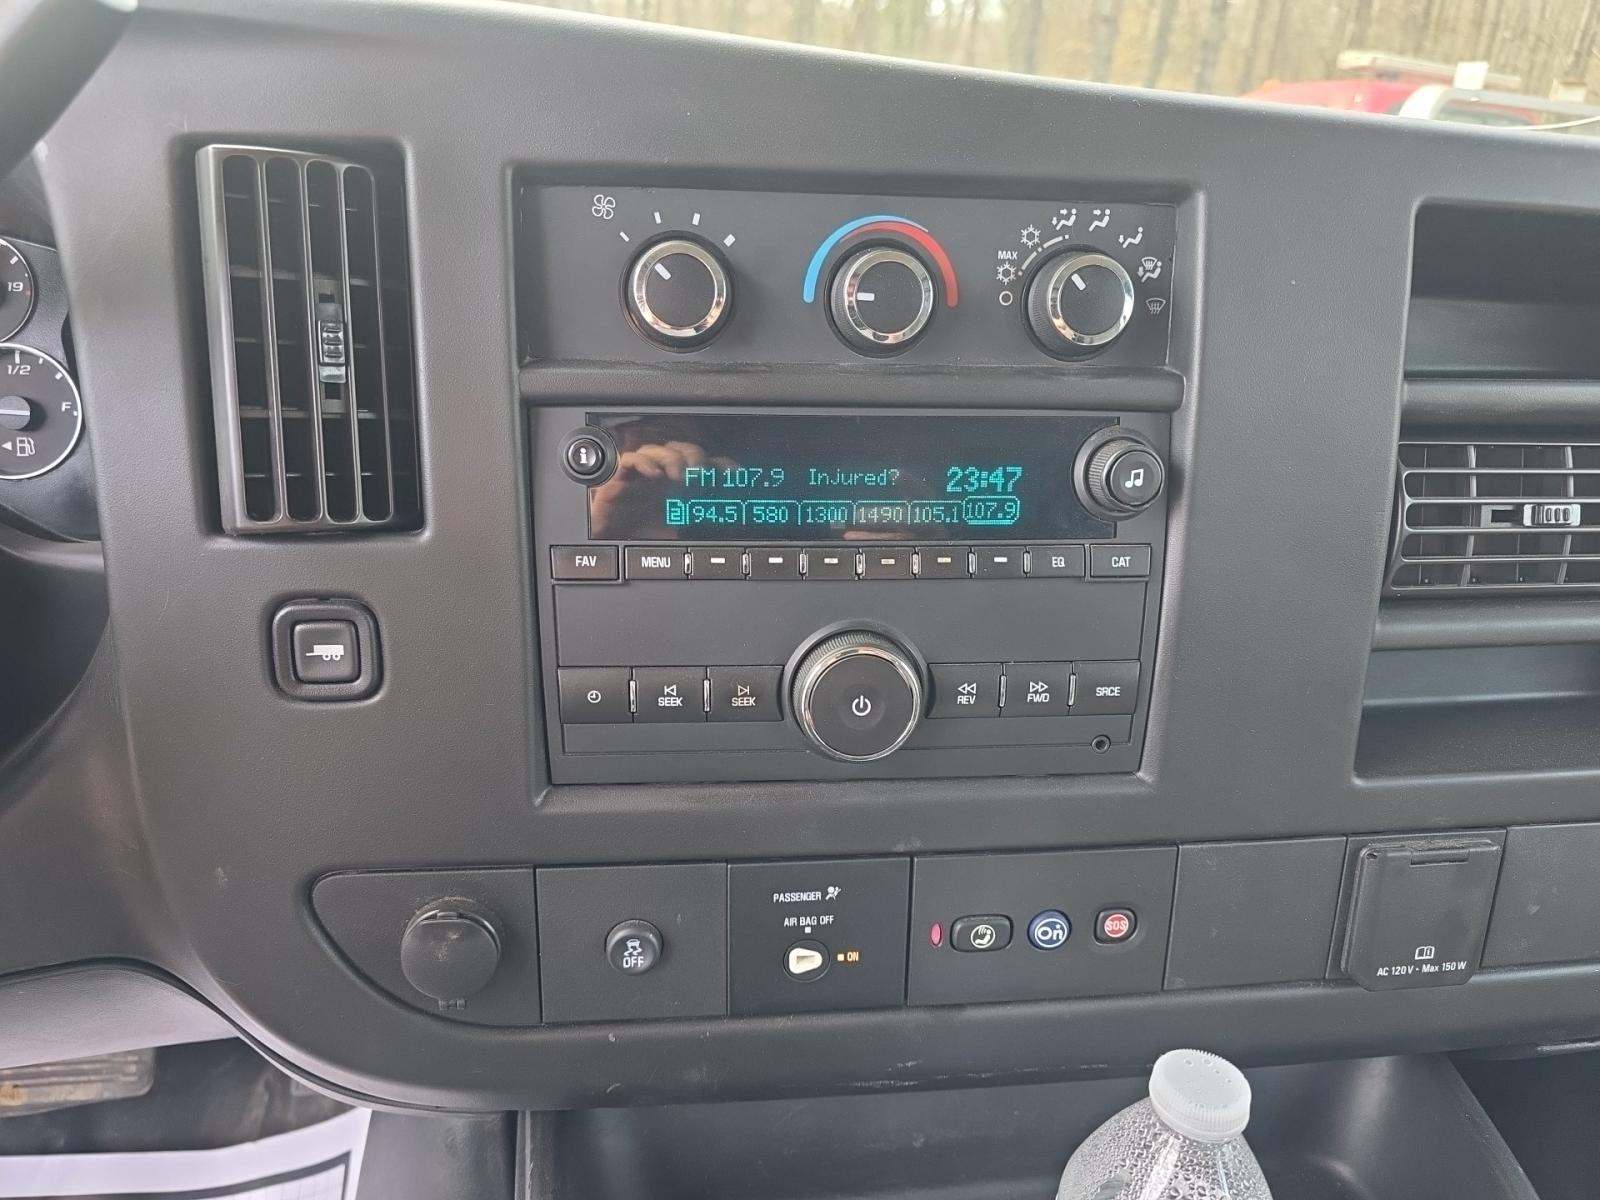 19
1/2
F
MAX
FM 107.9 Injured? 23:47
2 94.5 580 1300 1490 105.1 107.9
FAV MENU EQ CAT
SEEK SEEK REV FWD SRCE
OFF
PASSENGER
AIR BAG OFF
ON
On
SOS
AC 120 V • Max 150 W